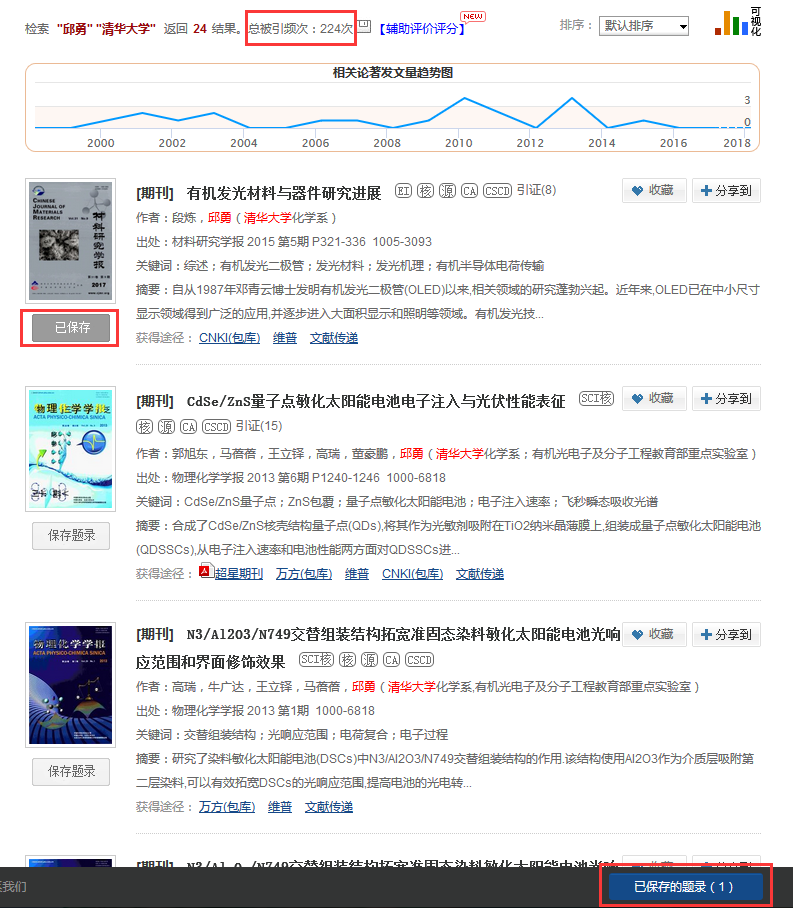 检索 "邱勇" "清华大学" 返回 24 结果。 总被引频次：224次 【辅助评价评分】 NEW 排序： 默认排序 可视化
相关论著发文量趋势图
3
0
2000 2002 2004 2006 2008 2010 2012 2014 2016 2018
[期刊] 有机发光材料与器件研究进展 EI 核 源 CA CSCD 引证(8) 收藏 分享到
作者：段炼，邱勇（清华大学化学系）
出处：材料研究学报 2015 第5期 P321-336 1005-3093
关键词：综述；有机发光二极管；发光材料；发光机理；有机半导体电荷传输
摘要：自从1987年邓青云博士发明有机发光二极管(OLED)以来,相关领域的研究蓬勃兴起。近年来,OLED已在中小尺寸
显示领域得到广泛的应用,并逐步进入大面积显示和照明等领域。有机发光技...
获得途径： CNKI(包库) 维普 文献传递
CHINESE JOURNAL OF MATERIALS RESEARCH
材料研究学报
2017
已保存
[期刊] CdSe/ZnS量子点敏化太阳能电池电子注入与光伏性能表征 SCI核 收藏 分享到
核 源 CA CSCD 引证(15)
作者：郭旭东，马蓓蓓，王立铎，高瑞，董豪鹏，邱勇（清华大学化学系；有机光电子及分子工程教育部重点实验室）
出处：物理化学学报 2013 第6期 P1240-1246 1000-6818
关键词：CdSe/ZnS量子点；ZnS包覆；量子点敏化太阳能电池；电子注入速率；飞秒瞬态吸收光谱
摘要：合成了CdSe/ZnS核壳结构量子点(QDs),将其作为光敏剂吸附在TiO2纳米晶薄膜上,组装成量子点敏化太阳能电池
(QDSSCs),从电子注入速率和电池性能两方面对QDSSCs进...
获得途径： 超星期刊 万方(包库) 维普 CNKI(包库) 文献传递
物理化学学报
ACTA PHYSICO-CHIMICA SINICA
保存题录
[期刊] N3/Al2O3/N749交替组装结构拓宽准固态染料敏化太阳能电池光响 收藏 分享到
应范围和界面修饰效果 SCI核 核 源 CA CSCD
作者：高瑞，牛广达，王立铎，马蓓蓓，邱勇（清华大学化学系,有机光电子及分子工程教育部重点实验室）
出处：物理化学学报 2013 第1期 1000-6818
关键词：交替组装结构；光响应范围；电荷复合；电子过程
摘要：研究了染料敏化太阳能电池(DSCs)中N3/Al2O3/N749交替组装结构的作用.该结构使用Al2O3作为介质层吸附第
二层染料,可以有效拓宽DSCs的光响应范围,提高电池的光电转...
获得途径： 万方(包库) 维普 文献传递
物理化学学报
ACTA PHYSICO-CHIMICA SINICA
保存题录
我们
已保存的题录（1）